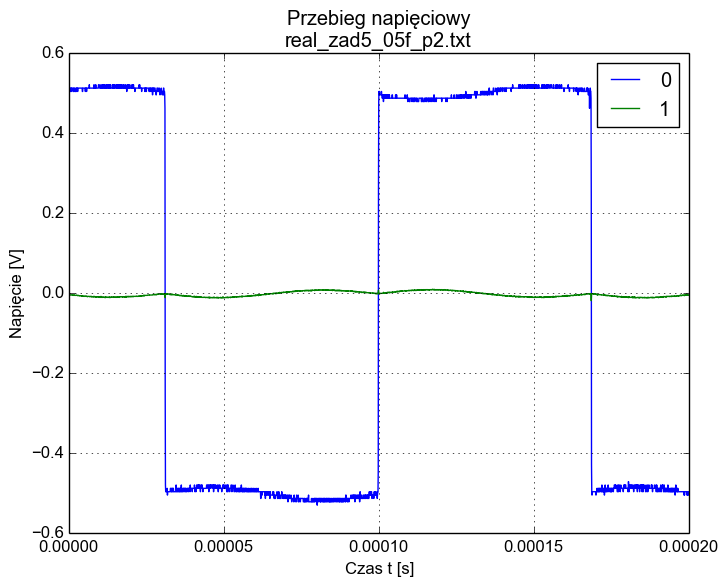 Przebieg napięciowy
real_zad5_05f_p2.txt
0
1
0.6
0.4
0.2
0.0
−0.2
−0.4
−0.6
Napięcie [V]
0.00000 0.00005 0.00010 0.00015 0.00020
Czas t [s]